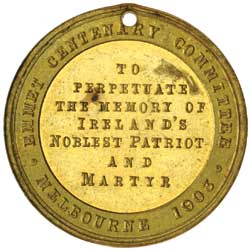 EMMET CENTENARY COMMITTEE
TO
PERPETUATE
THE MEMORY OF
IRELAND'S
NOBLEST PATRIOT
AND
MARTYR
MELBOURNE 1903